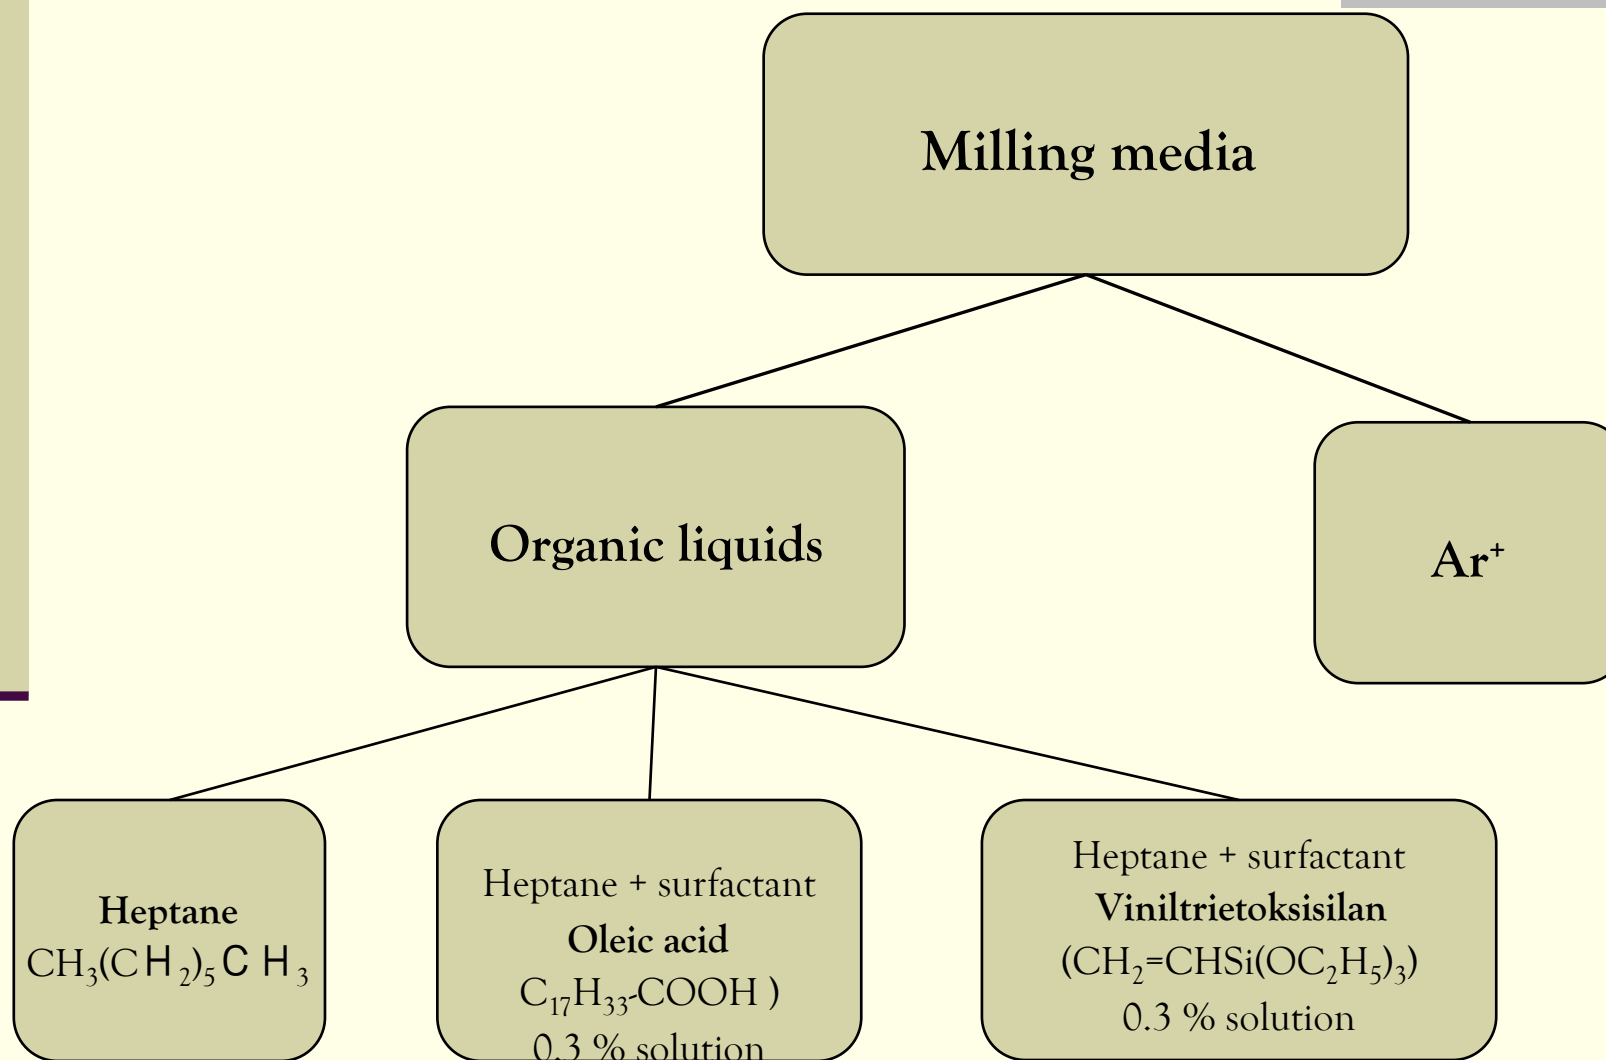 Milling media
Organic liquids
Ar⁺
Heptane
CH₃(CH₂)₅CH₃
Heptane + surfactant
Oleic acid
C₁₇H₃₃-COOH )
0.3 % solution
Heptane + surfactant
Viniltrietoksisilan
(CH₂=CHSi(OC₂H₅)₃)
0.3 % solution